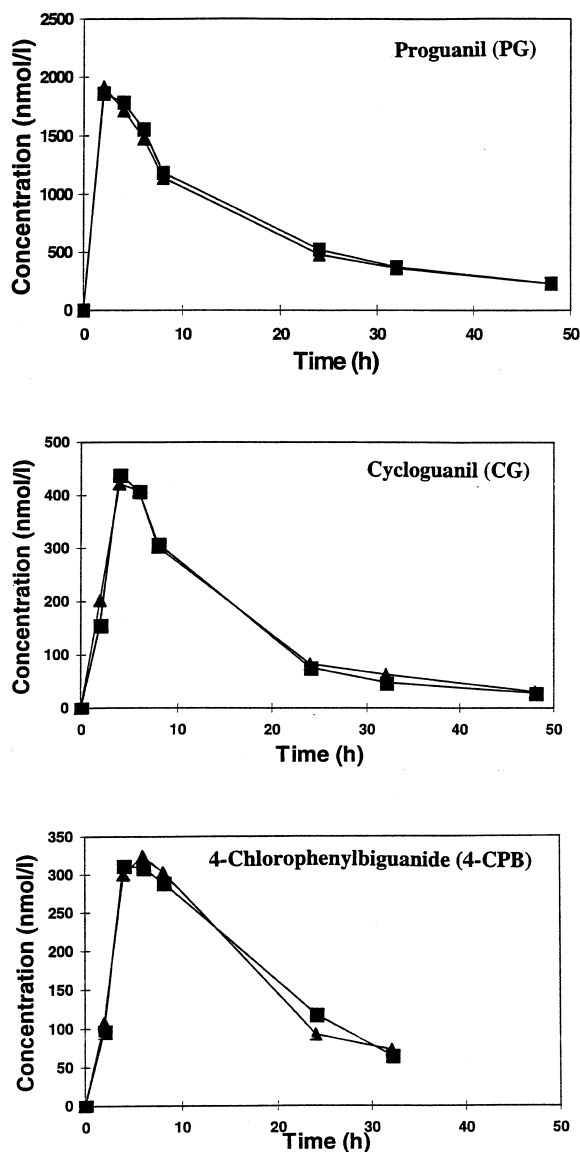 Proguanil (PG)
Concentration (nmol/l)
2500
2000
1500
1000
500
0
0 10 20 30 40 50
Time (h)
Cycloguanil (CG)
Concentration (nmol/l)
500
400
300
200
100
0
0 10 20 30 40 50
Time (h)
4-Chlorophenylbiguanide (4-CPB)
Concentration (nmol/l)
350
300
250
200
150
100
50
0
0 10 20 30 40 50
Time (h)